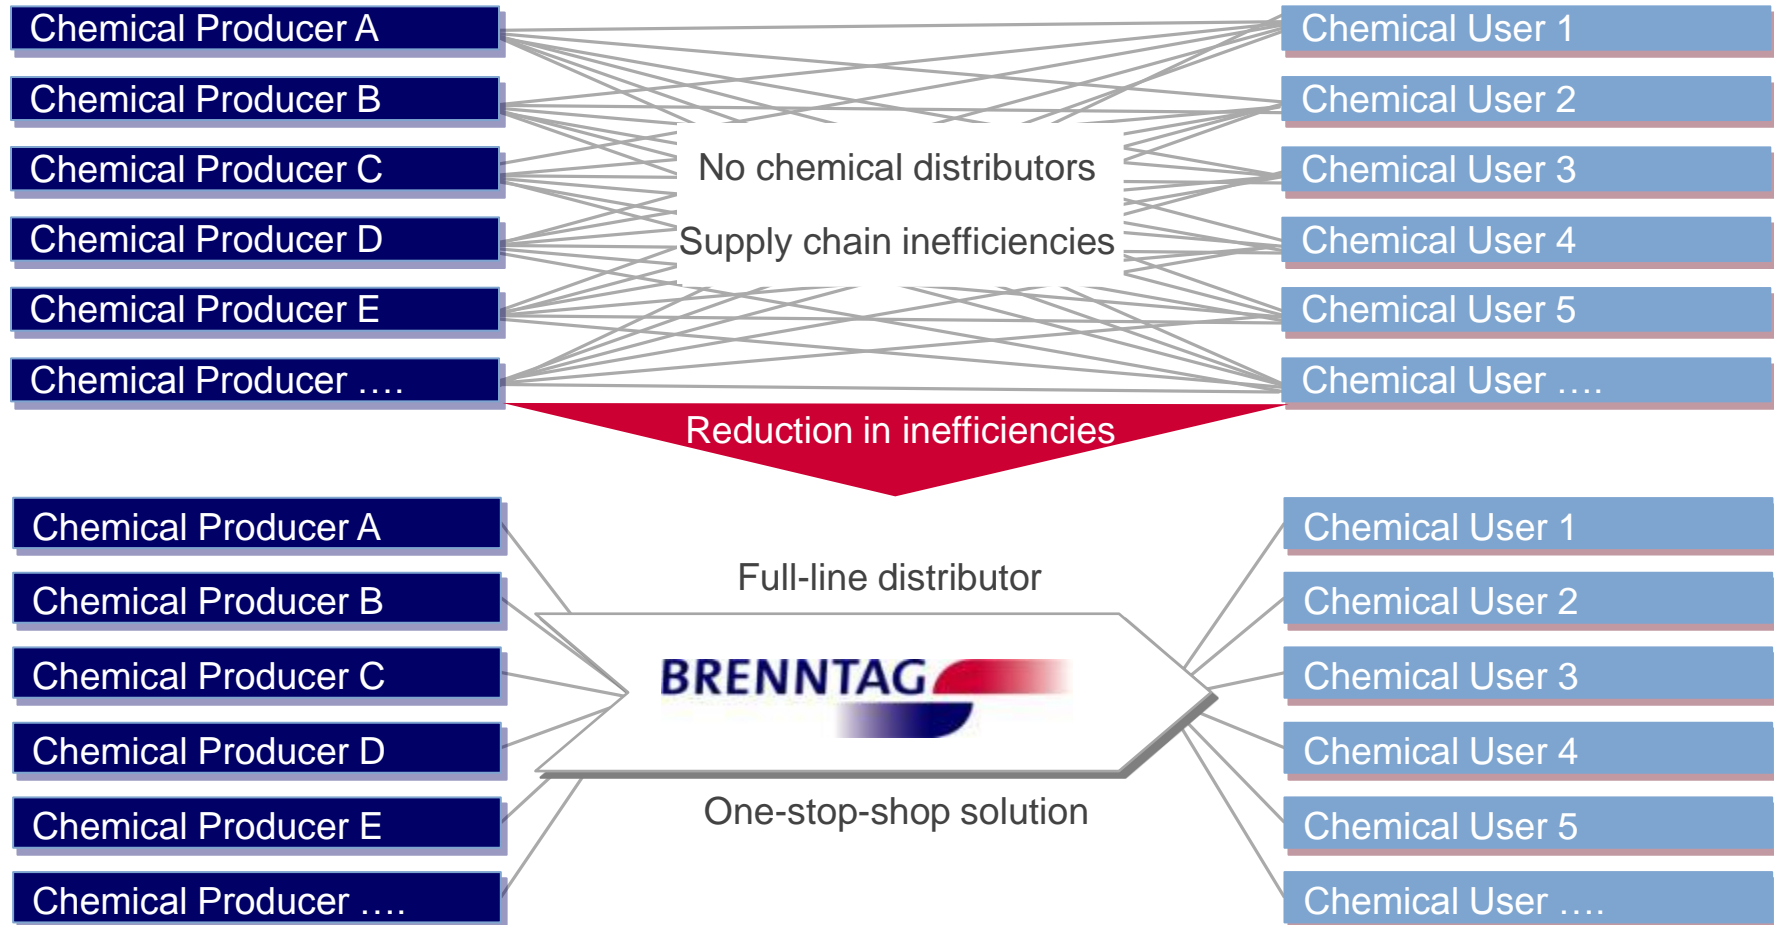 Chemical Producer A
Chemical Producer B
Chemical Producer C
Chemical Producer D
Chemical Producer E
Chemical Producer ….
No chemical distributors
Supply chain inefficiencies
Chemical User 1
Chemical User 2
Chemical User 3
Chemical User 4
Chemical User 5
Chemical User ….
Reduction in inefficiencies
Chemical Producer A
Chemical Producer B
Chemical Producer C
Chemical Producer D
Chemical Producer E
Chemical Producer ….
Full-line distributor
BRENNTAG
One-stop-shop solution
Chemical User 1
Chemical User 2
Chemical User 3
Chemical User 4
Chemical User 5
Chemical User ….